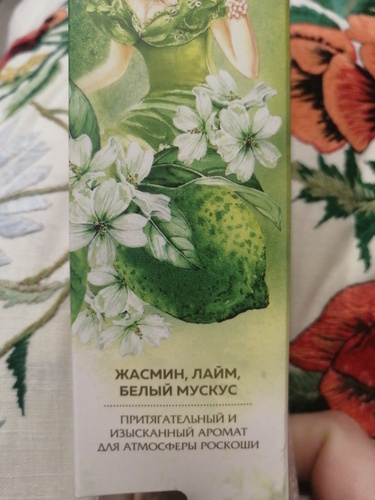 ЖАСМИН, ЛАЙМ,
БЕЛЫЙ МУСКУС
ПРИТЯГАТЕЛЬНЫЙ И
ИЗЫСКАННЫЙ АРОМАТ
ДЛЯ АТМОСФЕРЫ РОСКОШИ